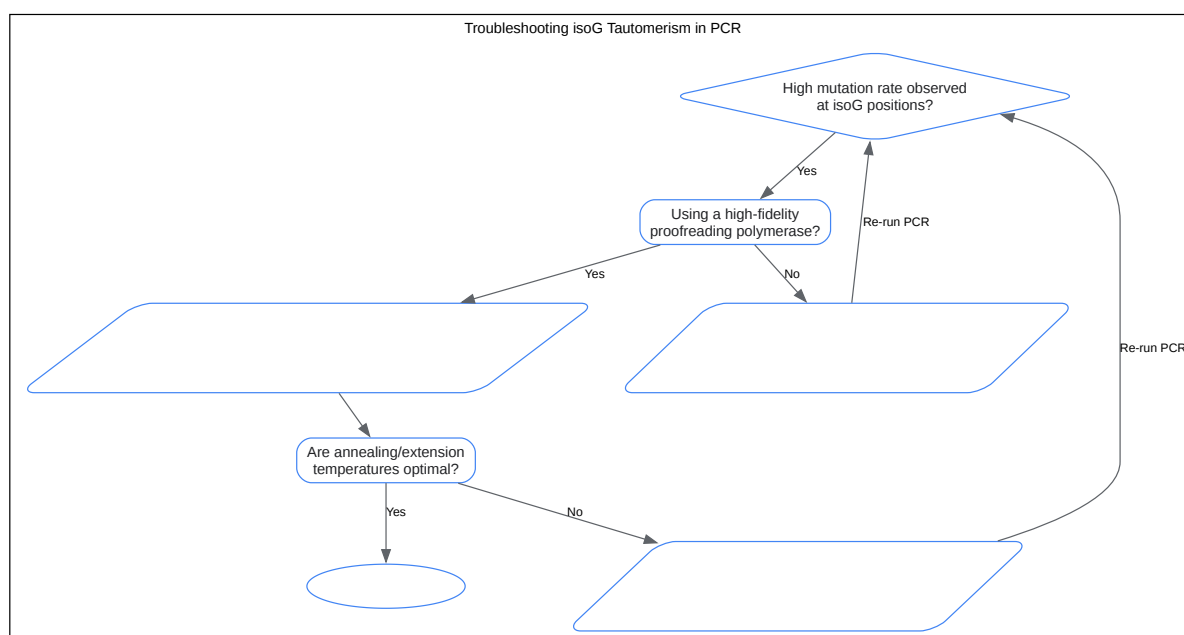 Troubleshooting isoG Tautomerism in PCR
High mutation rate observed
at isoG positions?
Yes
Using a high-fidelity
proofreading polymerase?
Re-run PCR
Yes
No
Re-run PCR
Are annealing/extension
temperatures optimal?
Yes
No